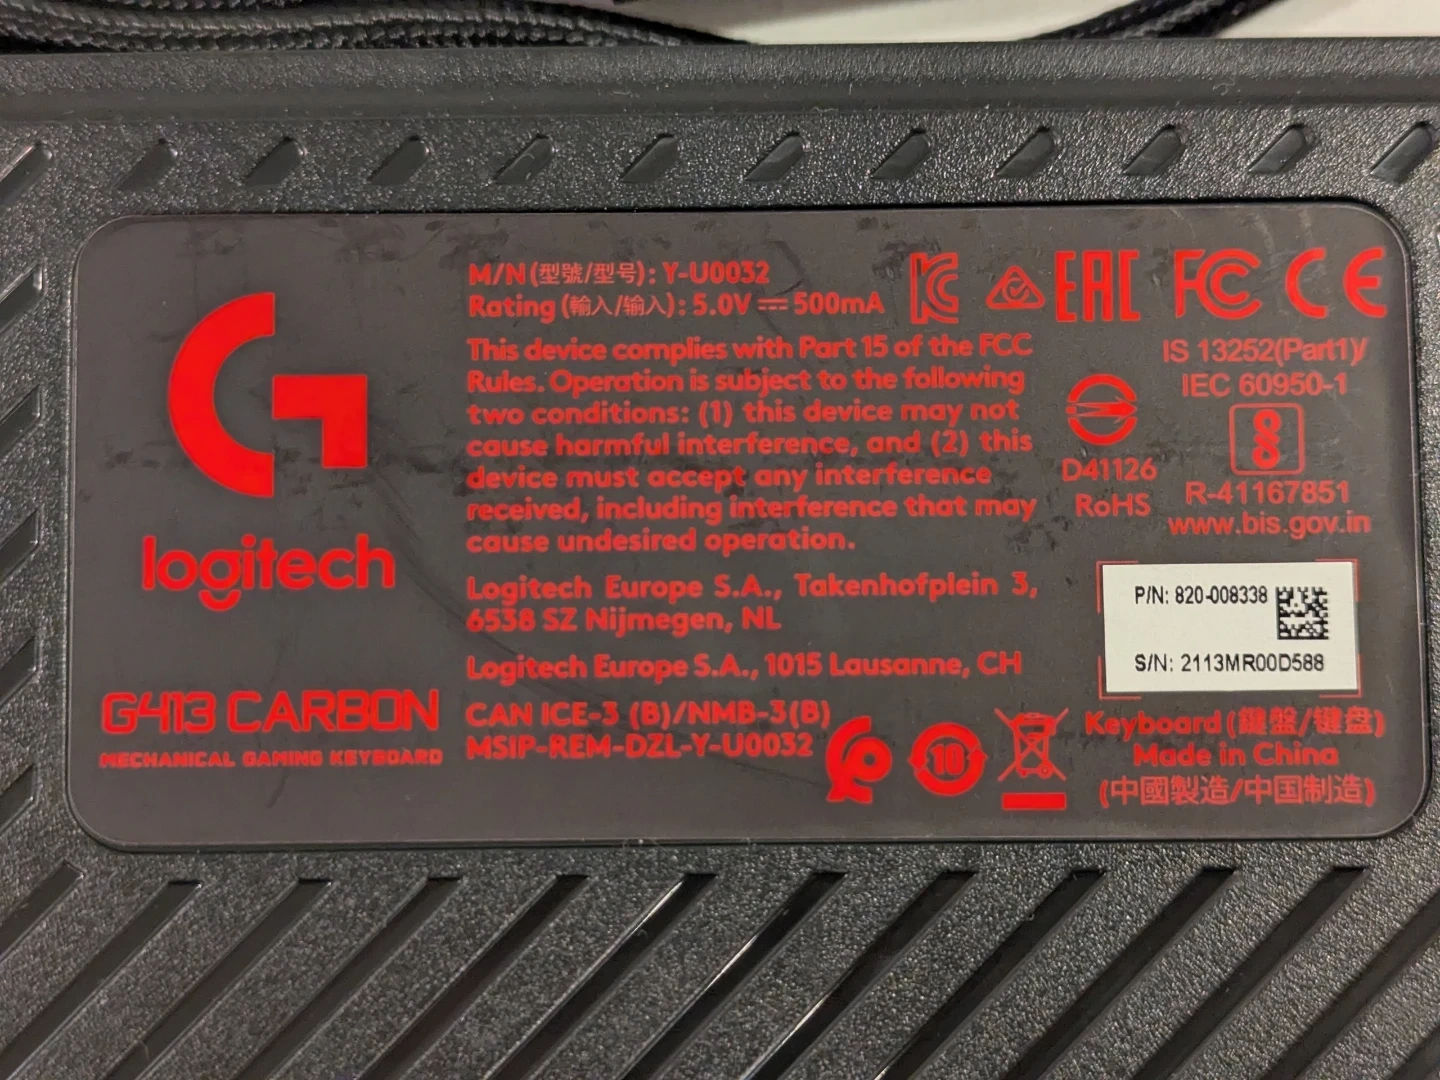 M/N(型號/型号): Y-U0032
Rating (輸入/输入): 5.0V ⎓ 500mA
This device complies with Part 15 of the FCC
Rules. Operation is subject to the following
two conditions: (1) this device may not
cause harmful interference, and (2) this
device must accept any interference
received, including interference that may
cause undesired operation.
Logitech Europe S.A., Takenhofplein 3,
6538 SZ Nijmegen, NL
Logitech Europe S.A., 1015 Lausanne, CH
CAN ICE-3 (B)/NMB-3(B)
MSIP-REM-DZL-Y-U0032
G
logitech
G413 CARBON
MECHANICAL GAMING KEYBOARD
EAC FC CE
IS 13252(Part1)/
IEC 60950-1
D41126
RoHS
R-41167851
www.bis.gov.in
P/N: 820-008338
S/N: 2113MR00D588
10
Keyboard (鍵盤/键盘)
Made in China
(中國製造/中国制造)